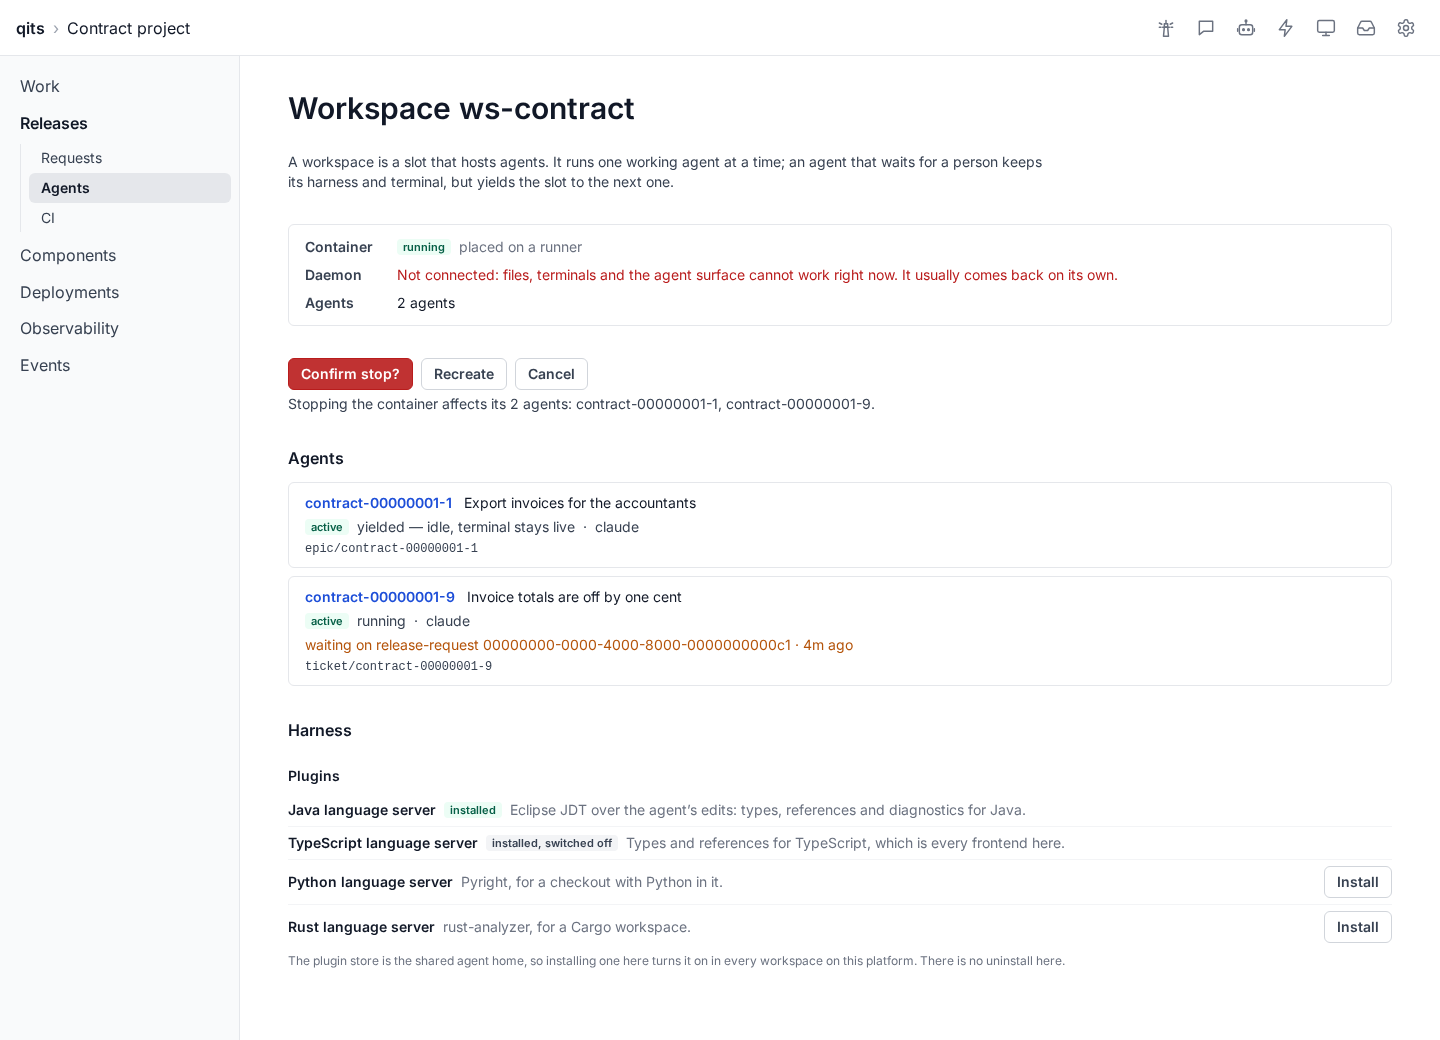 qits › Contract project
Work
Releases
Requests
Agents
CI
Components
Deployments
Observability
Events
Workspace ws-contract
A workspace is a slot that hosts agents. It runs one working agent at a time; an agent that waits for a person keeps
its harness and terminal, but yields the slot to the next one.
Container running placed on a runner
Daemon Not connected: files, terminals and the agent surface cannot work right now. It usually comes back on its own.
Agents 2 agents
Confirm stop? Recreate Cancel
Stopping the container affects its 2 agents: contract-00000001-1, contract-00000001-9.
Agents
contract-00000001-1 Export invoices for the accountants
active yielded — idle, terminal stays live · claude
epic/contract-00000001-1
contract-00000001-9 Invoice totals are off by one cent
active running · claude
waiting on release-request 00000000-0000-4000-8000-0000000000c1 · 4m ago
ticket/contract-00000001-9
Harness
Plugins
Java language server installed Eclipse JDT over the agent’s edits: types, references and diagnostics for Java.
TypeScript language server installed, switched off Types and references for TypeScript, which is every frontend here.
Python language server Pyright, for a checkout with Python in it. Install
Rust language server rust-analyzer, for a Cargo workspace. Install
The plugin store is the shared agent home, so installing one here turns it on in every workspace on this platform. There is no uninstall here.